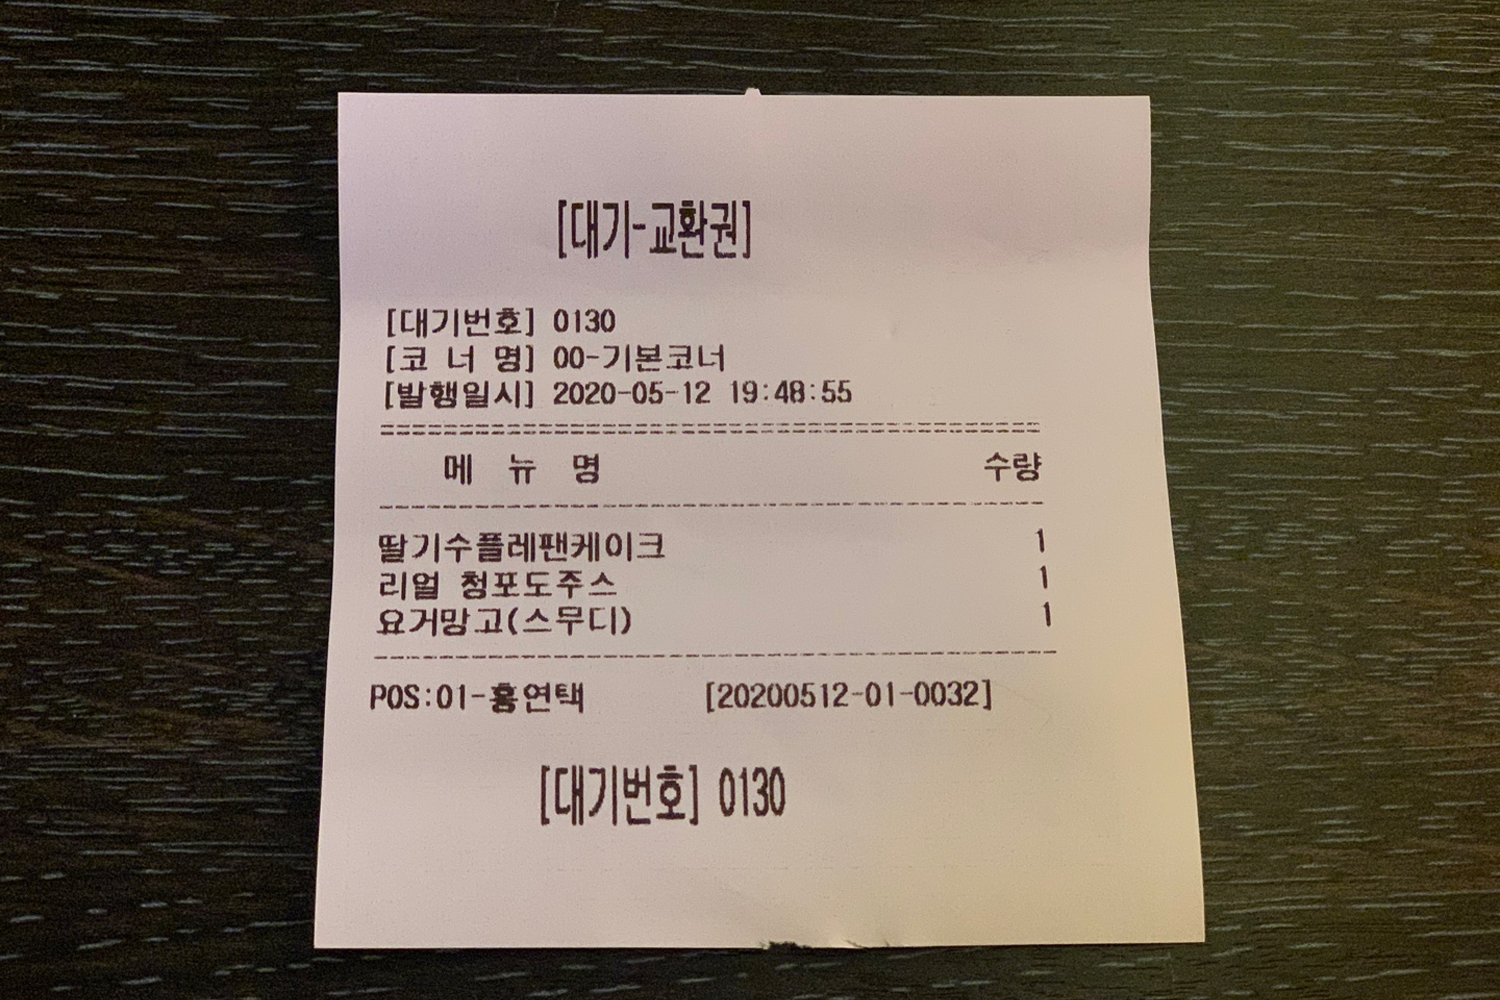 [대기-교환권]
[대기번호] 0130
[코 너 명] 00-기본코너
[발행일시] 2020-05-12 19:48:55
메 뉴 명 수량
딸기수플레팬케이크 1
리얼 청포도주스 1
요거망고(스무디) 1
POS:01-홍연택 [20200512-01-0032]
[대기번호] 0130